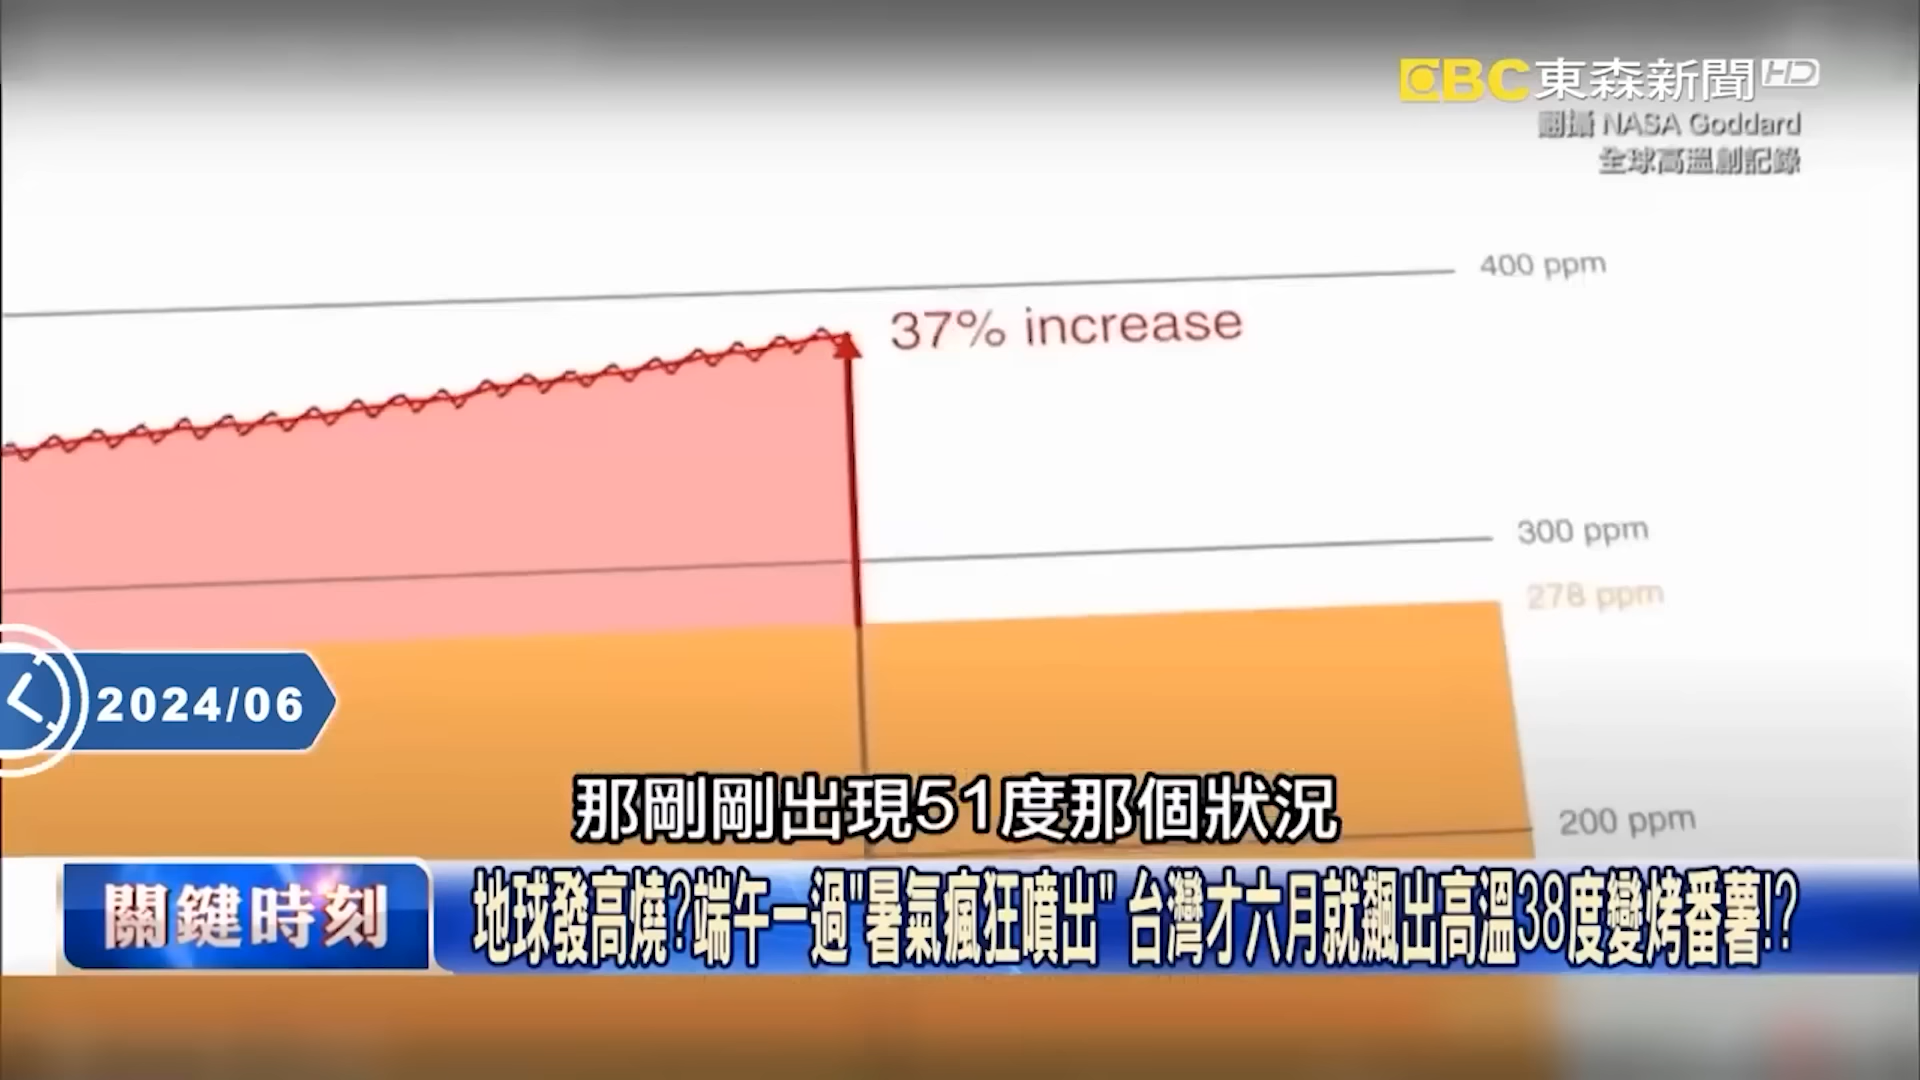 EBC東森新聞HD
翻攝 NASA Goddard
全球高溫創記錄
400 ppm
37% increase
300 ppm
278 ppm
2024/06
200 ppm
那剛剛出現51度那個狀況
關鍵時刻
地球發高燒?端午一過"暑氣瘋狂噴出" 台灣才六月就飆出高溫38度變烤番薯!?